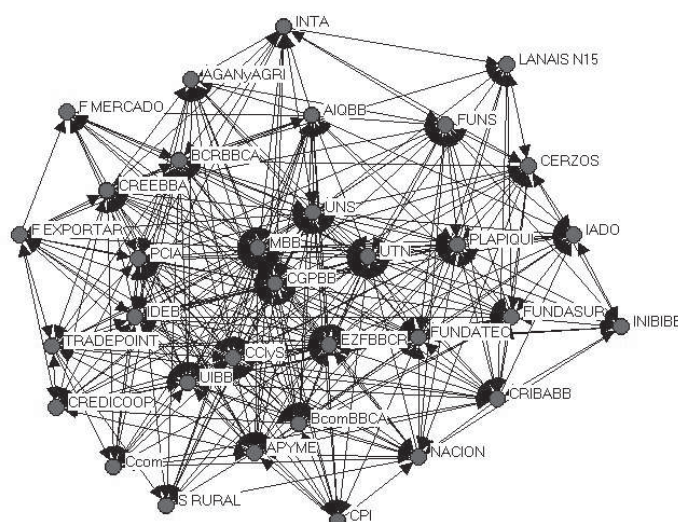 INTA
LANAIS N15
AGANyAGRI
F MERCADO
AIQBB
FUNS
BCRBBCA
CERZOS
CREEBBA
UNS
F EXPORTAR
MBB
IADO
PLAPIQUI
PCIA
UTN
CGPBB
IDEB
FUNDASUR
INIBIBB
TRADEPOINT
EZFBBCR
FUNDATEC
CCIyS
UIBB
CRIBABB
CREDICOOP
BcomBBCA
APYME
NACION
Ccom
S RURAL
CPI